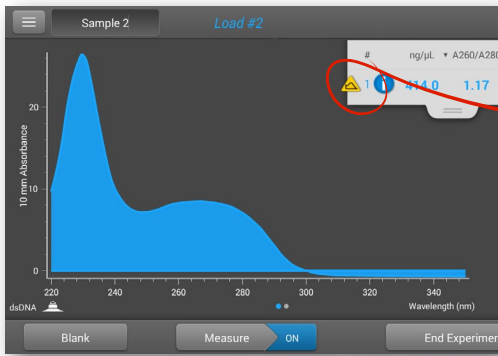 Sample 2 Load #2
# ng/µL A260/A280
1 414.0 1.17
20
10
0
10 mm Absorbance
220 240 260 280 300 320 340
dsDNA Wavelength (nm)
Blank Measure ON End Experimen